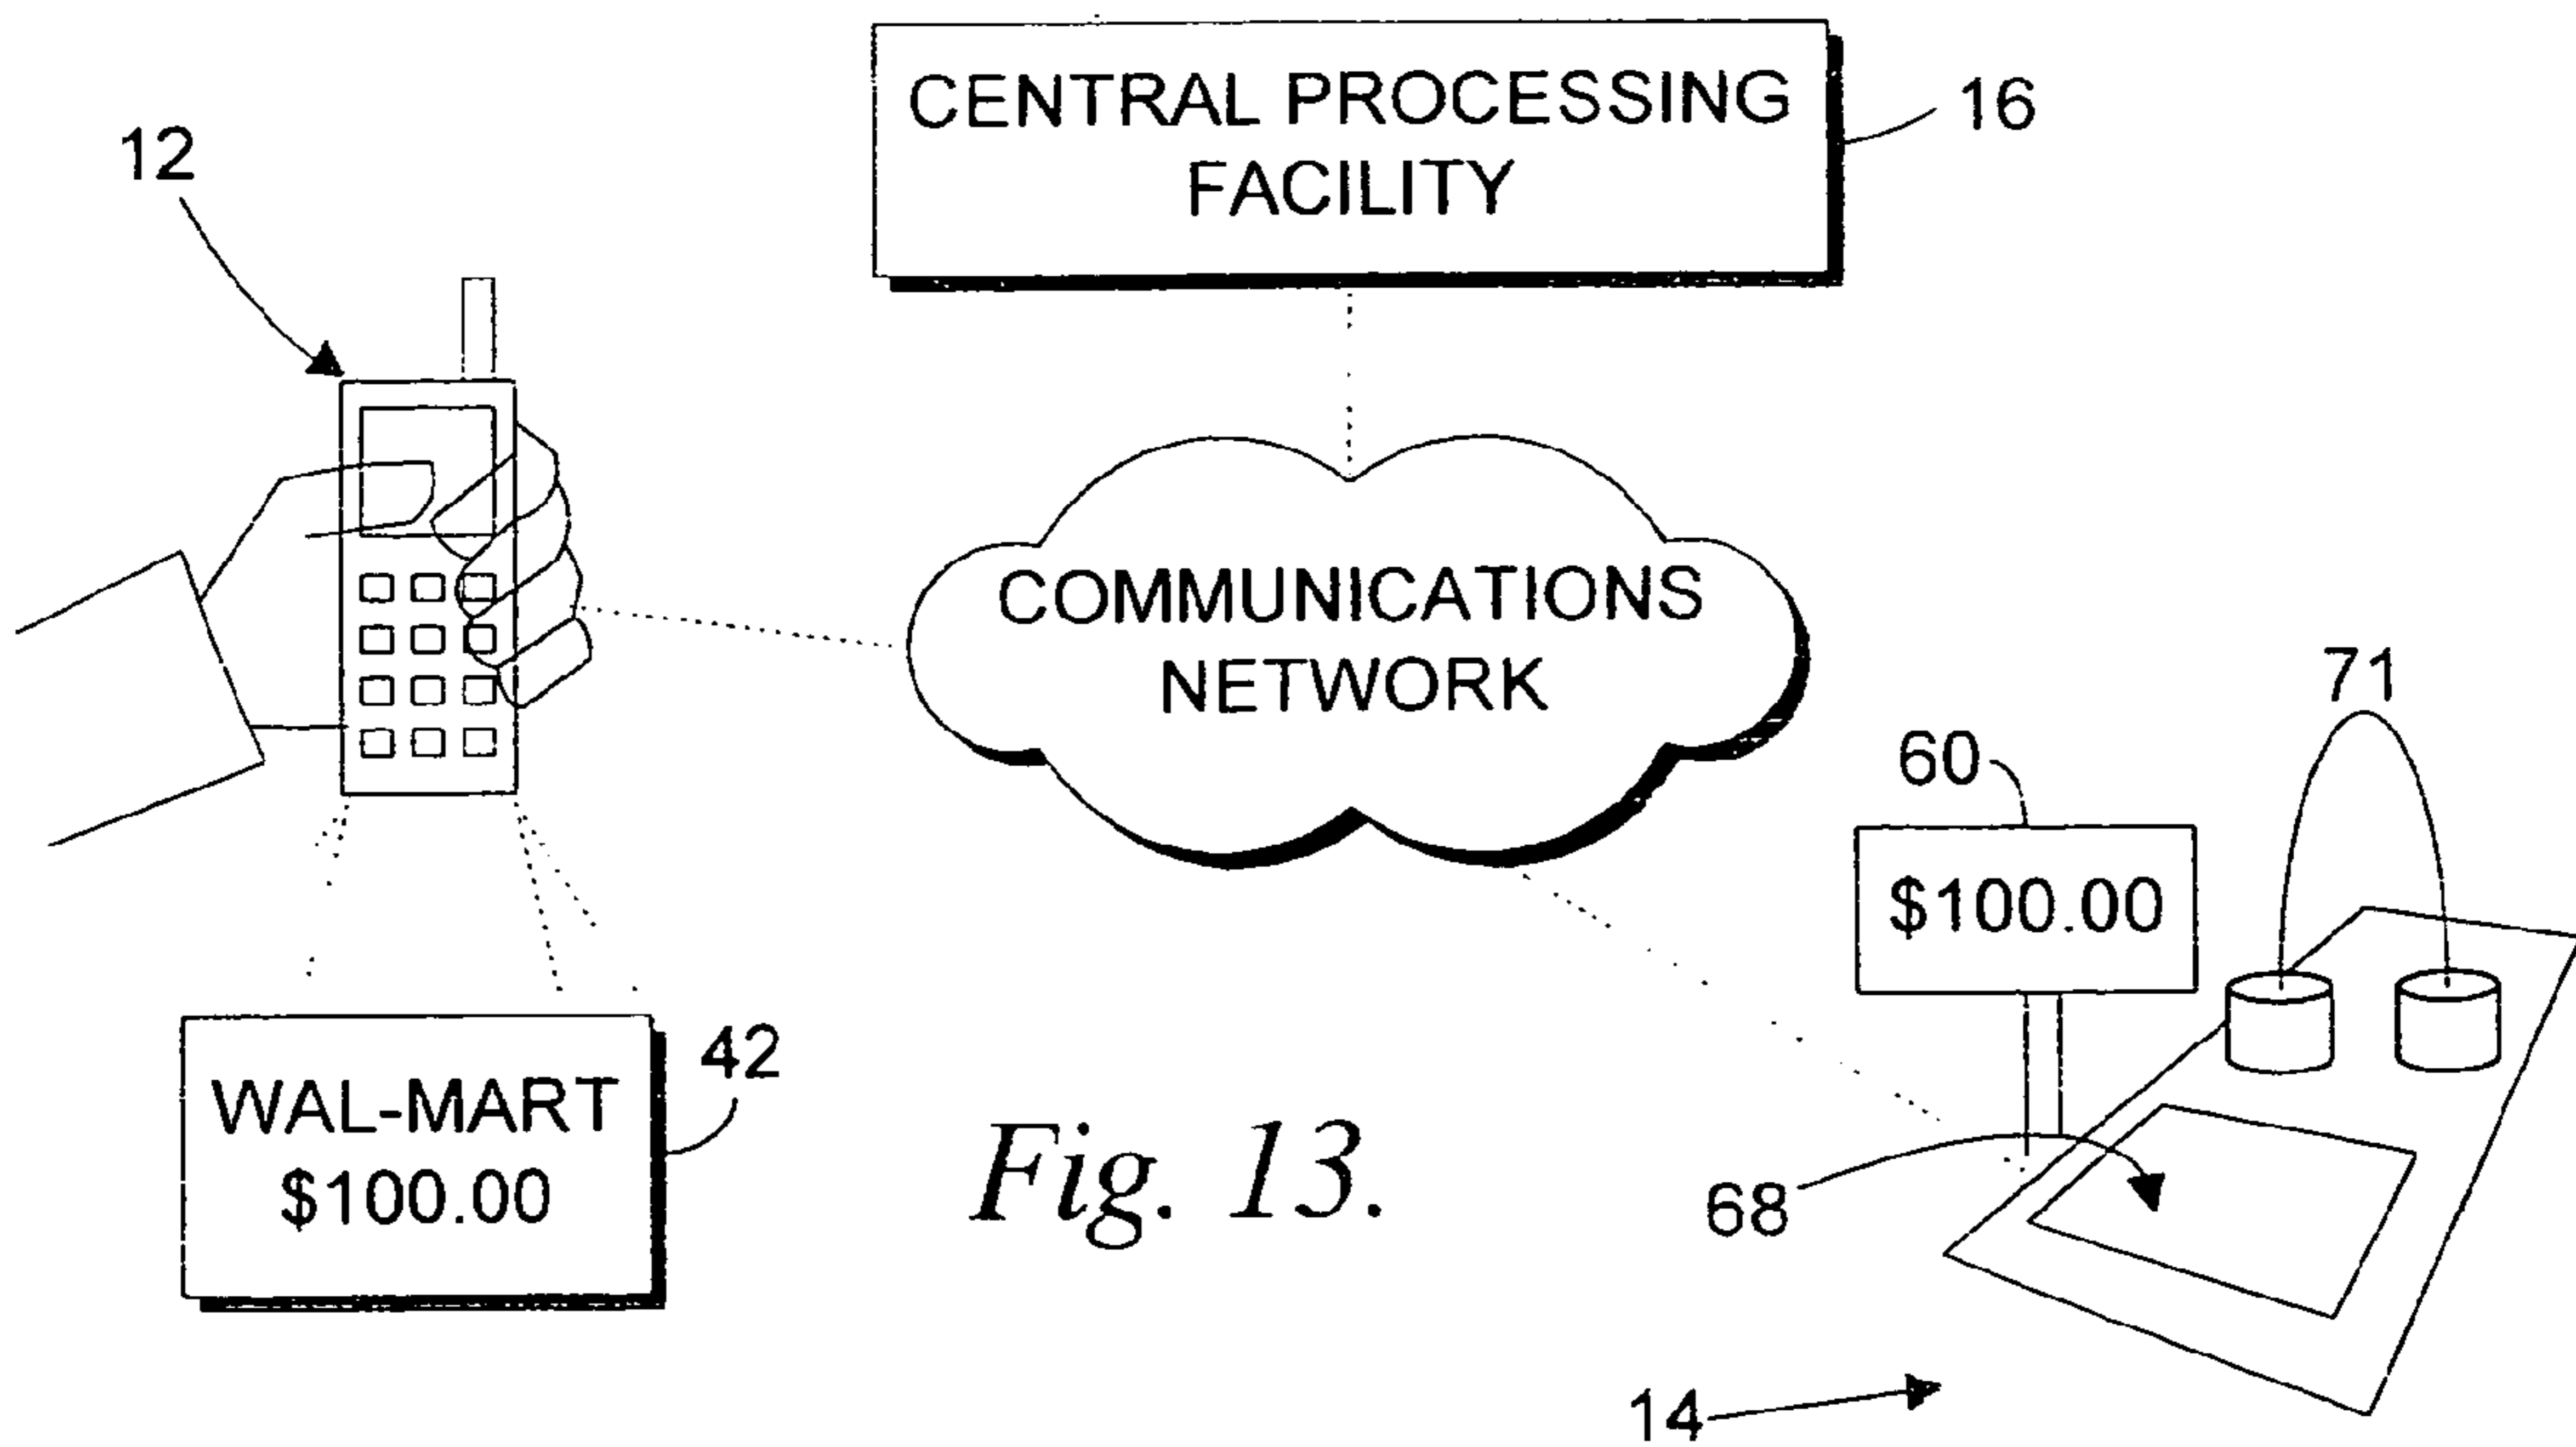 CENTRAL PROCESSING
FACILITY
16
12
COMMUNICATIONS
NETWORK
71
60
$100.00
42
WAL-MART
$100.00
Fig. 13.
68
14